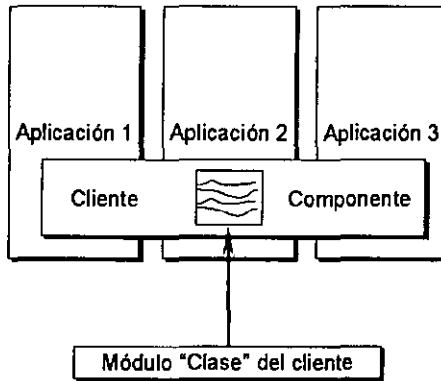 Aplicación 1
Aplicación 2
Aplicación 3
Cliente
Componente
Módulo "Clase" del cliente